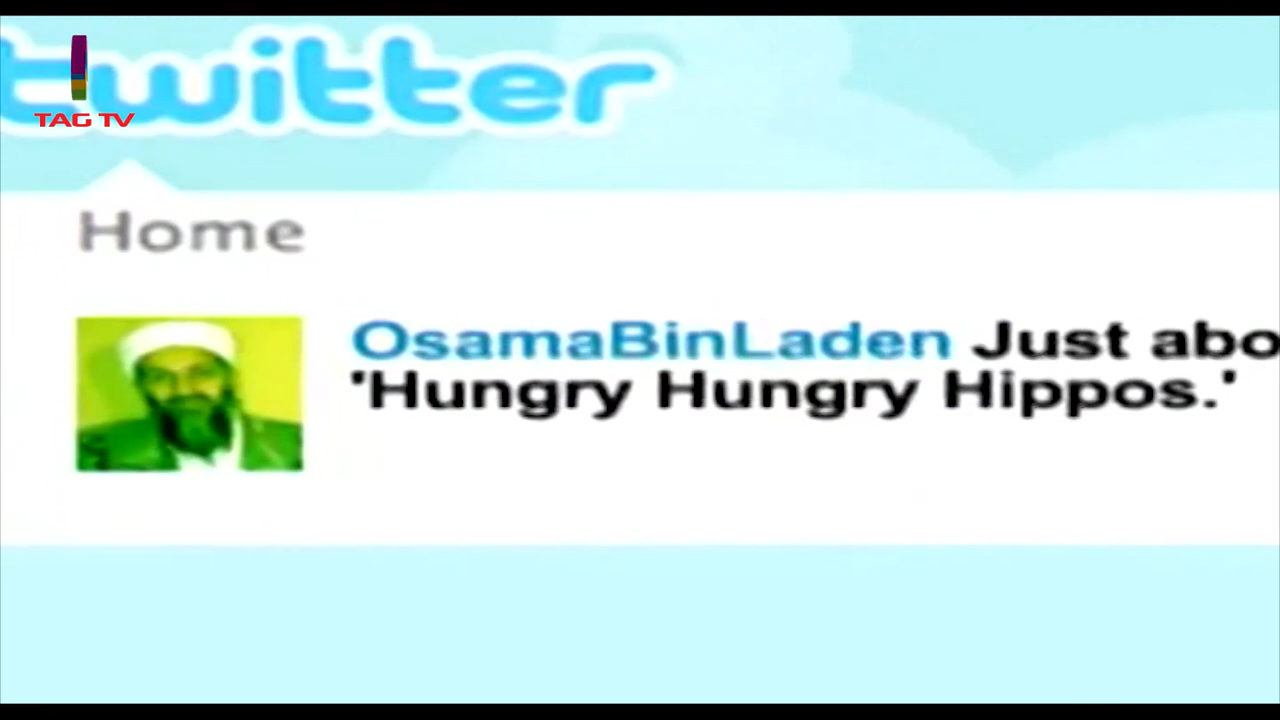 twitter
TAG TV
Home
OsamaBinLaden Just abo
'Hungry Hungry Hippos.'